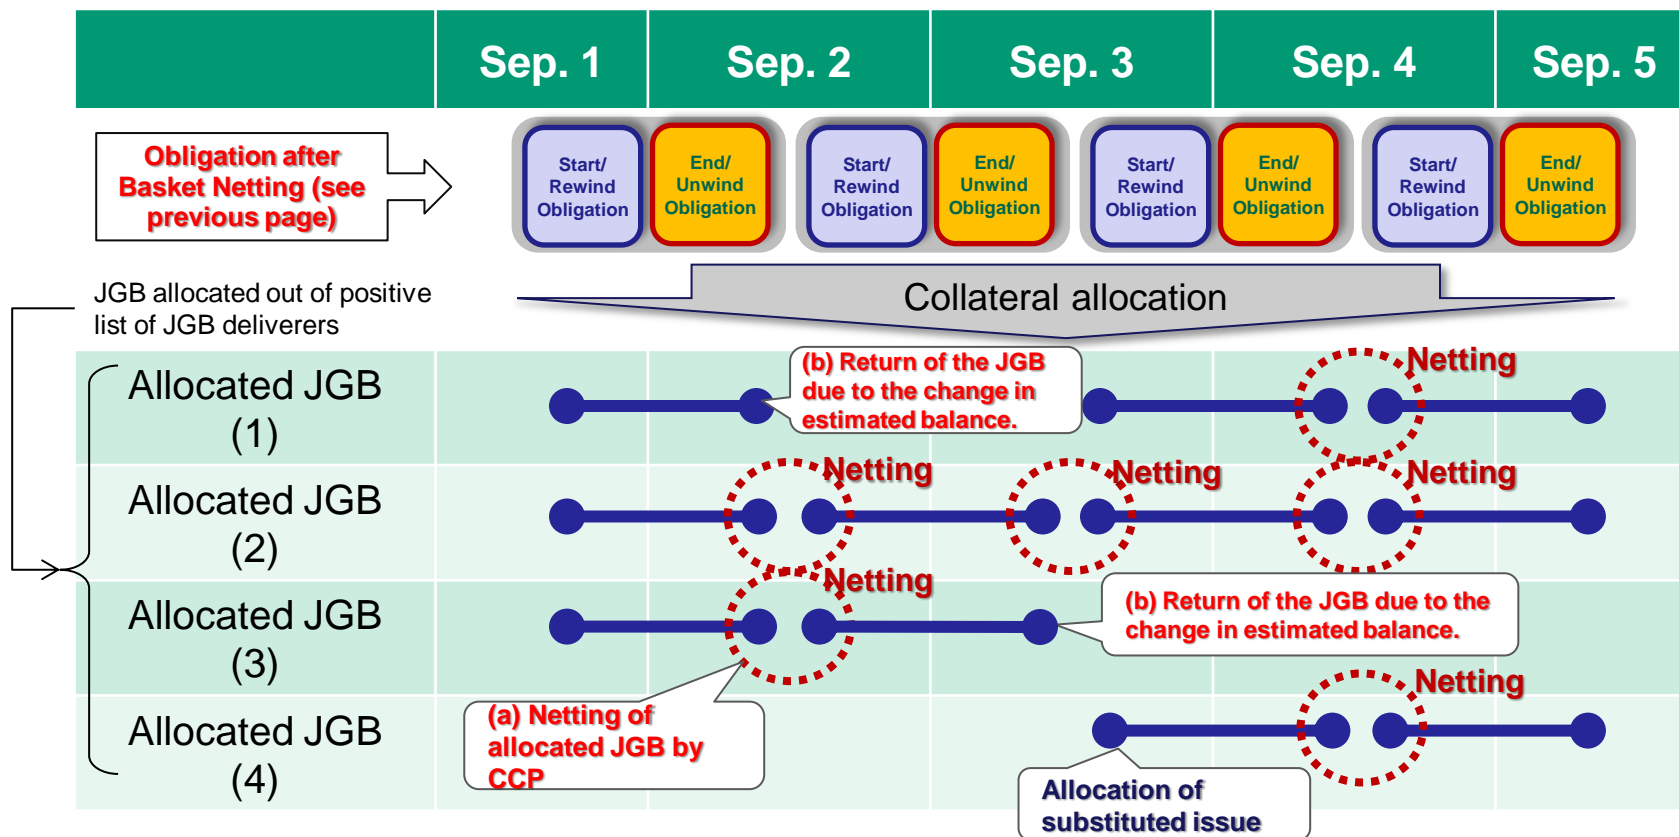 Sep. 1
Sep. 2
Sep. 3
Sep. 4
Sep. 5
Obligation after
Basket Netting (see
previous page)
Start/
Rewind
Obligation
End/
Unwind
Obligation
Start/
Rewind
Obligation
End/
Unwind
Obligation
Start/
Rewind
Obligation
End/
Unwind
Obligation
Start/
Rewind
Obligation
End/
Unwind
Obligation
JGB allocated out of positive
list of JGB deliverers
Collateral allocation
Allocated JGB
(1)
(b) Return of the JGB
due to the change in
estimated balance.
Netting
Allocated JGB
(2)
Netting
Netting
Netting
Allocated JGB
(3)
Netting
(b) Return of the JGB due to the
change in estimated balance.
Allocated JGB
(4)
(a) Netting of
allocated JGB by
CCP
Netting
Allocation of
substituted issue